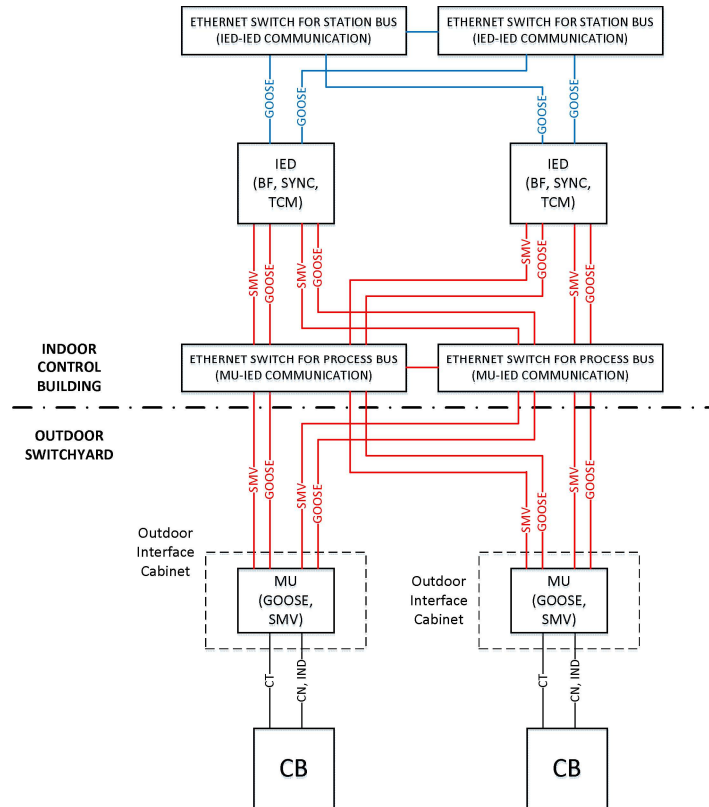 ETHERNET SWITCH FOR STATION BUS
(IED-IED COMMUNICATION)
ETHERNET SWITCH FOR STATION BUS
(IED-IED COMMUNICATION)
GOOSE
GOOSE
GOOSE
GOOSE
IED
(BF, SYNC,
TCM)
IED
(BF, SYNC,
TCM)
SMV
GOOSE
SMV
GOOSE
SMV
GOOSE
SMV
GOOSE
INDOOR
CONTROL
BUILDING
ETHERNET SWITCH FOR PROCESS BUS
(MU-IED COMMUNICATION)
ETHERNET SWITCH FOR PROCESS BUS
(MU-IED COMMUNICATION)
OUTDOOR
SWITCHYARD
SMV
GOOSE
SMV
GOOSE
SMV
GOOSE
SMV
GOOSE
Outdoor
Interface
Cabinet
MU
(GOOSE,
SMV)
Outdoor
Interface
Cabinet
MU
(GOOSE,
SMV)
CT
CN, IND
CT
CN, IND
CB
CB